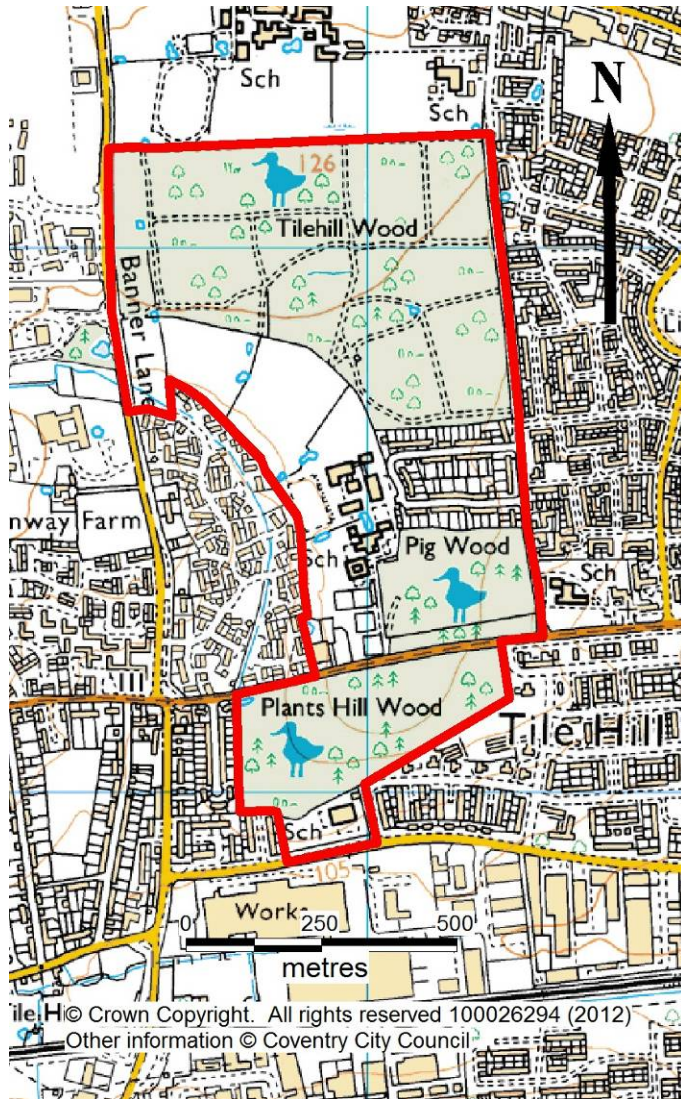 Sch
Sch
N
126
Tilehill Wood
Banner Lane
nway Farm
Pig Wood
Sch
Sch
Plants Hill Wood
Tile Hill
Sch
105
Works
0 250 500
metres
© Crown Copyright. All rights reserved 100026294 (2012)
Other information © Coventry City Council